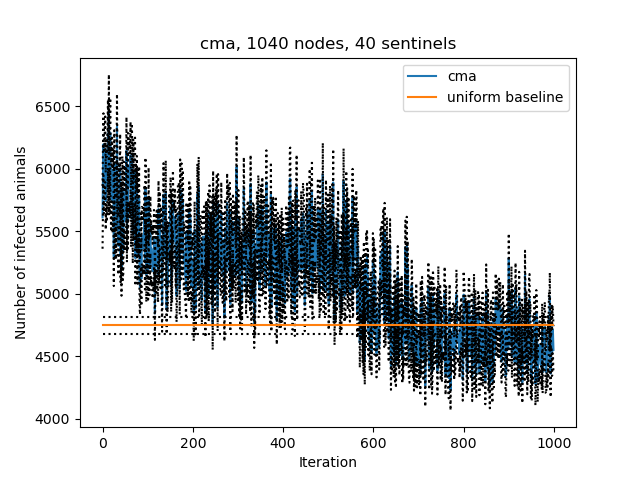 cma, 1040 nodes, 40 sentinels
cma
uniform baseline
Number of infected animals
6500
6000
5500
5000
4500
4000
0 200 400 600 800 1000
Iteration